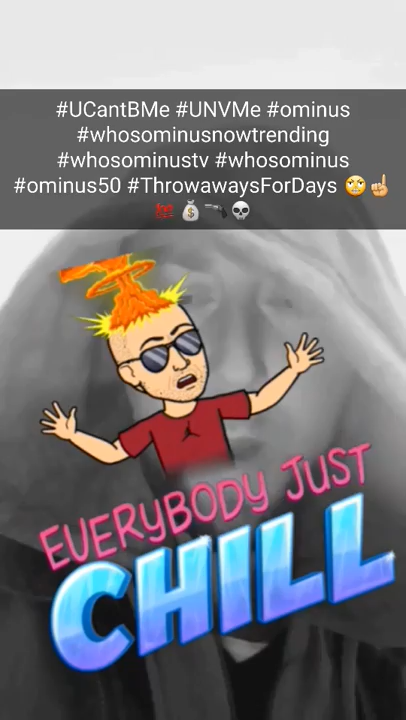 #UCantBMe #UNVMe #ominus
#whosominusnowtrending
#whosominustv #whosominus
#ominus50 #ThrowawaysForDays 🙄☝🏼
💯 💰🔫💀
EVERYBODY JUST
CHILL